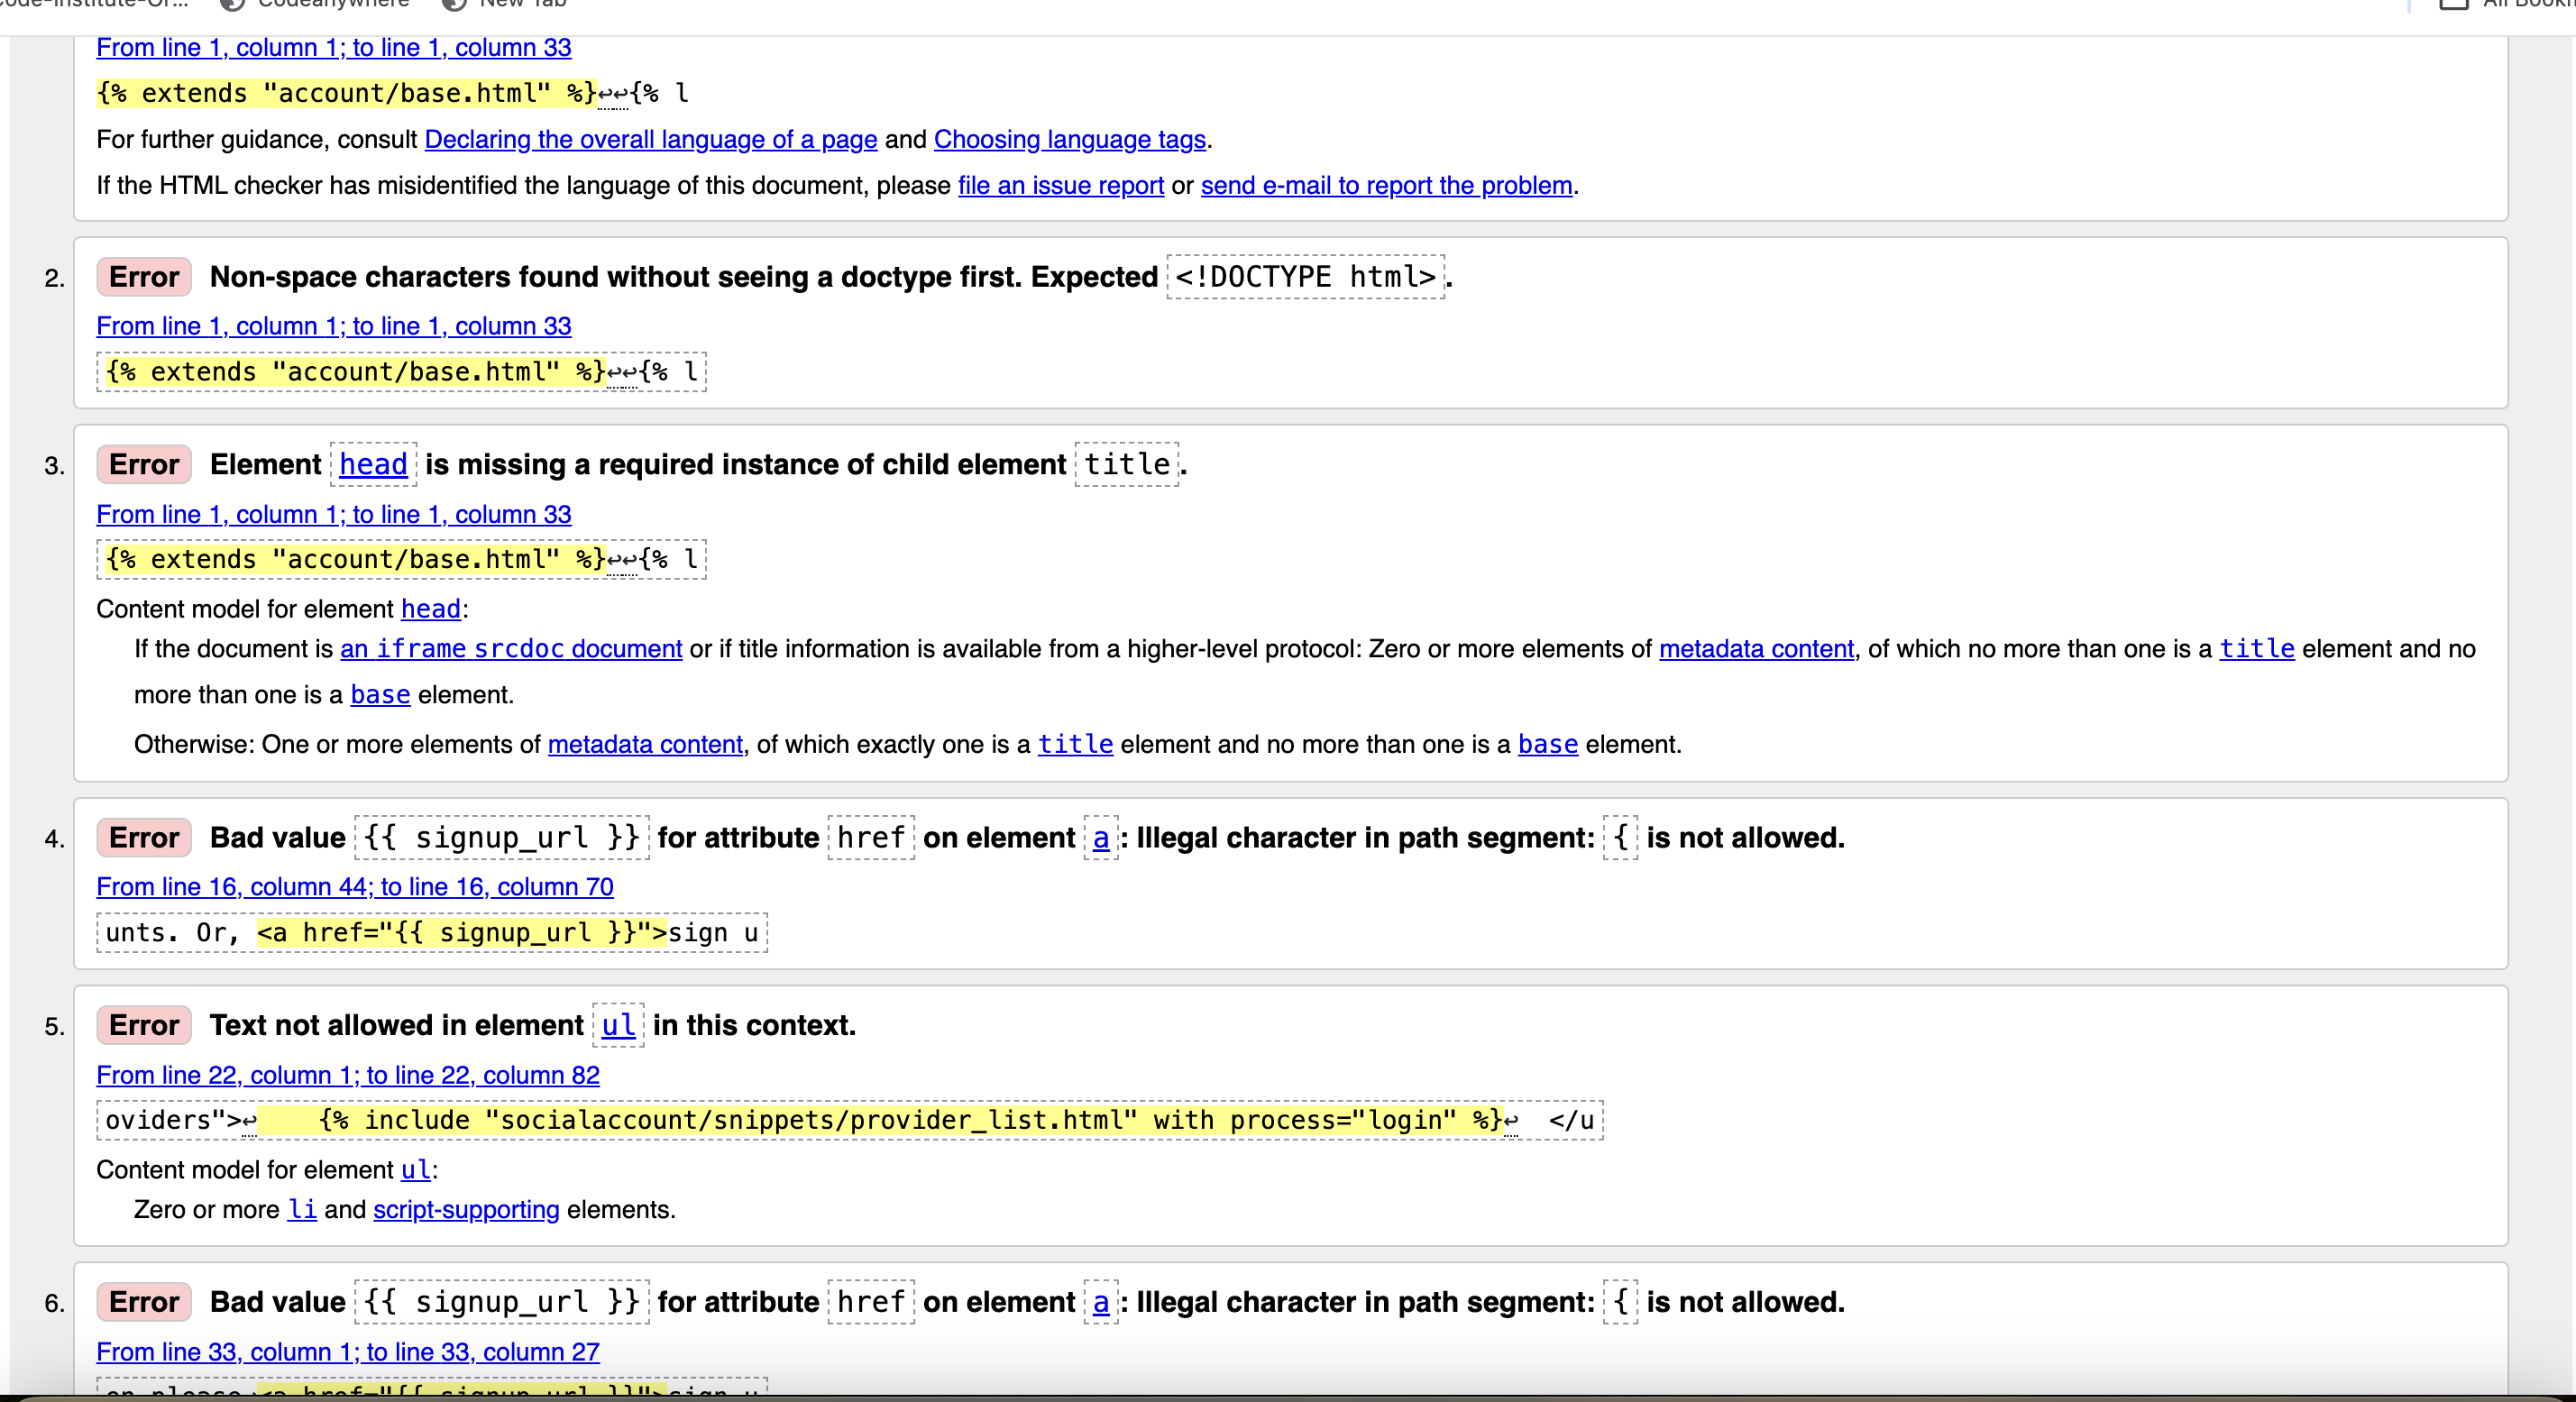 Codeanywhere New Tab
From line 1, column 1; to line 1, column 33
{% extends "account/base.html" %}↩↩{% l
For further guidance, consult Declaring the overall language of a page and Choosing language tags.
If the HTML checker has misidentified the language of this document, please file an issue report or send e-mail to report the problem.
2. Error Non-space characters found without seeing a doctype first. Expected <!DOCTYPE html>.
From line 1, column 1; to line 1, column 33
{% extends "account/base.html" %}↩↩{% l
3. Error Element head is missing a required instance of child element title.
From line 1, column 1; to line 1, column 33
{% extends "account/base.html" %}↩↩{% l
Content model for element head:
If the document is an iframe srcdoc document or if title information is available from a higher-level protocol: Zero or more elements of metadata content, of which no more than one is a title element and no
more than one is a base element.
Otherwise: One or more elements of metadata content, of which exactly one is a title element and no more than one is a base element.
4. Error Bad value {{ signup_url }} for attribute href on element a: Illegal character in path segment: { is not allowed.
From line 16, column 44; to line 16, column 70
unts. Or, <a href="{{ signup_url }}">sign u
5. Error Text not allowed in element ul in this context.
From line 22, column 1; to line 22, column 82
oviders">↩    {% include "socialaccount/snippets/provider_list.html" with process="login" %}↩  </u
Content model for element ul:
Zero or more li and script-supporting elements.
6. Error Bad value {{ signup_url }} for attribute href on element a: Illegal character in path segment: { is not allowed.
From line 33, column 1; to line 33, column 27
on please <a href="{{ signup_url }}">sign u